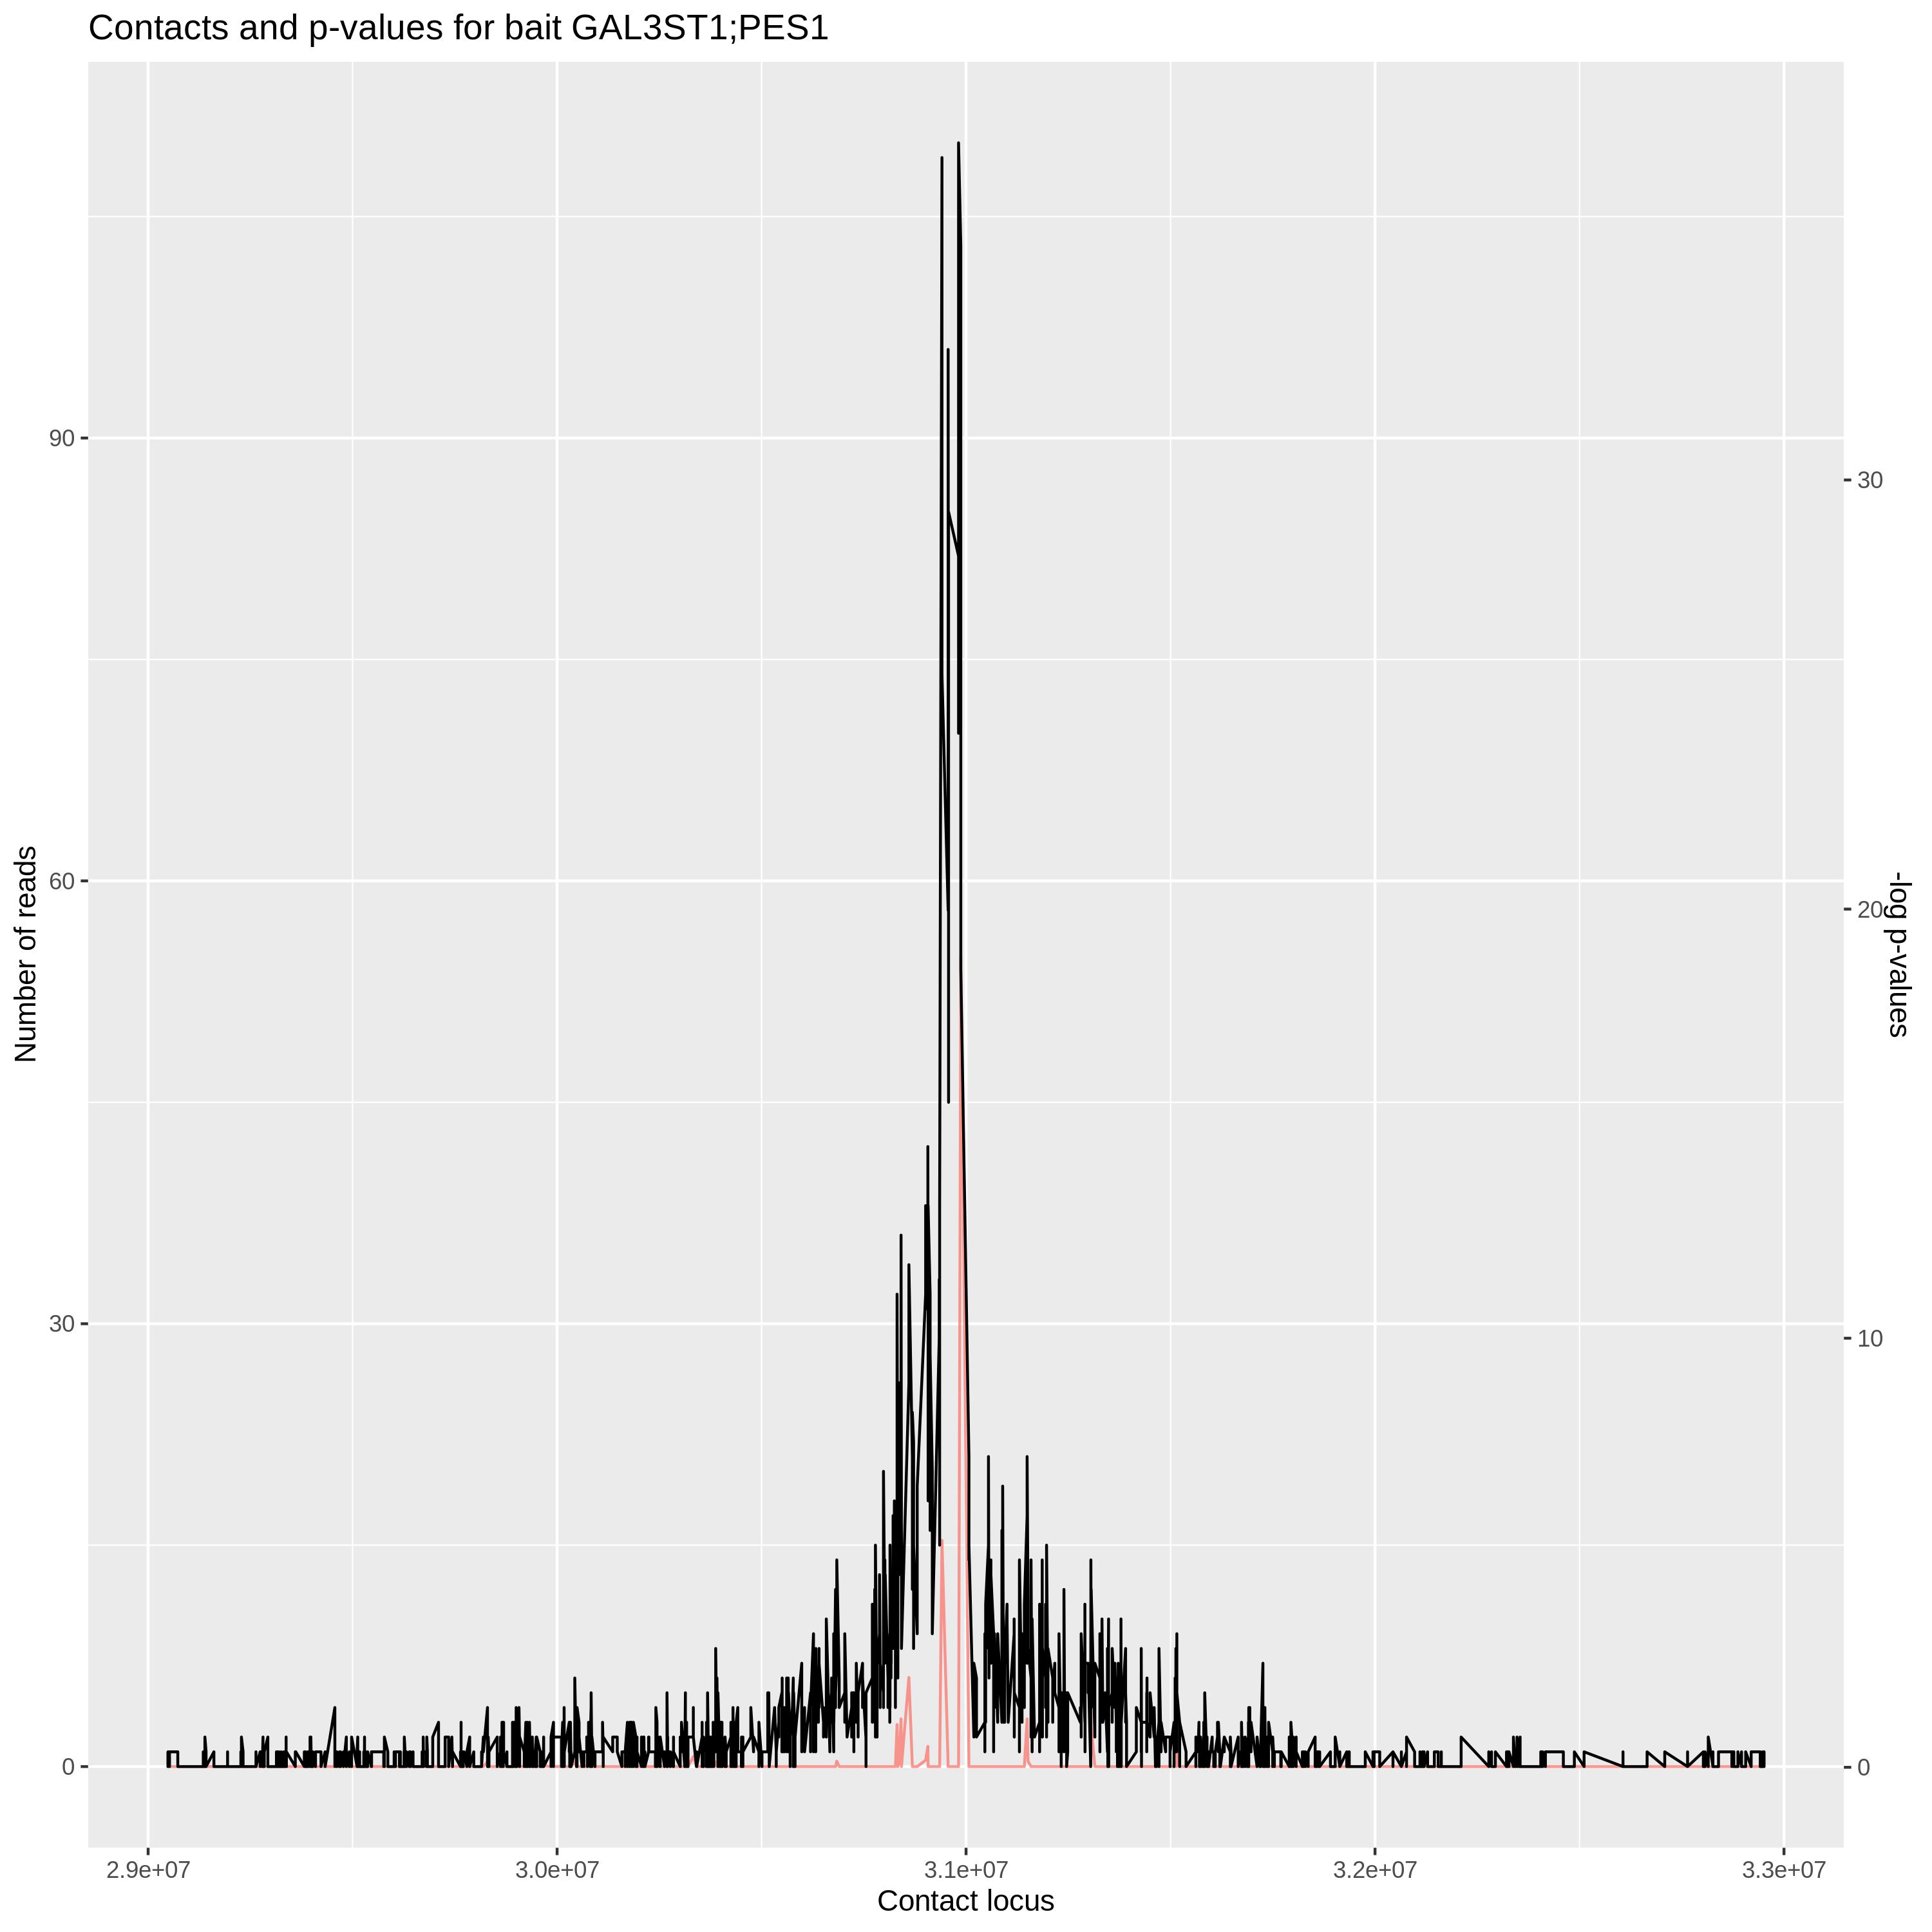 Contacts and p-values for bait GAL3ST1;PES1
Number of reads
90
60
30
0
30
20
10
0
-log p-values
2.9e+07 3.0e+07 3.1e+07 3.2e+07 3.3e+07
Contact locus